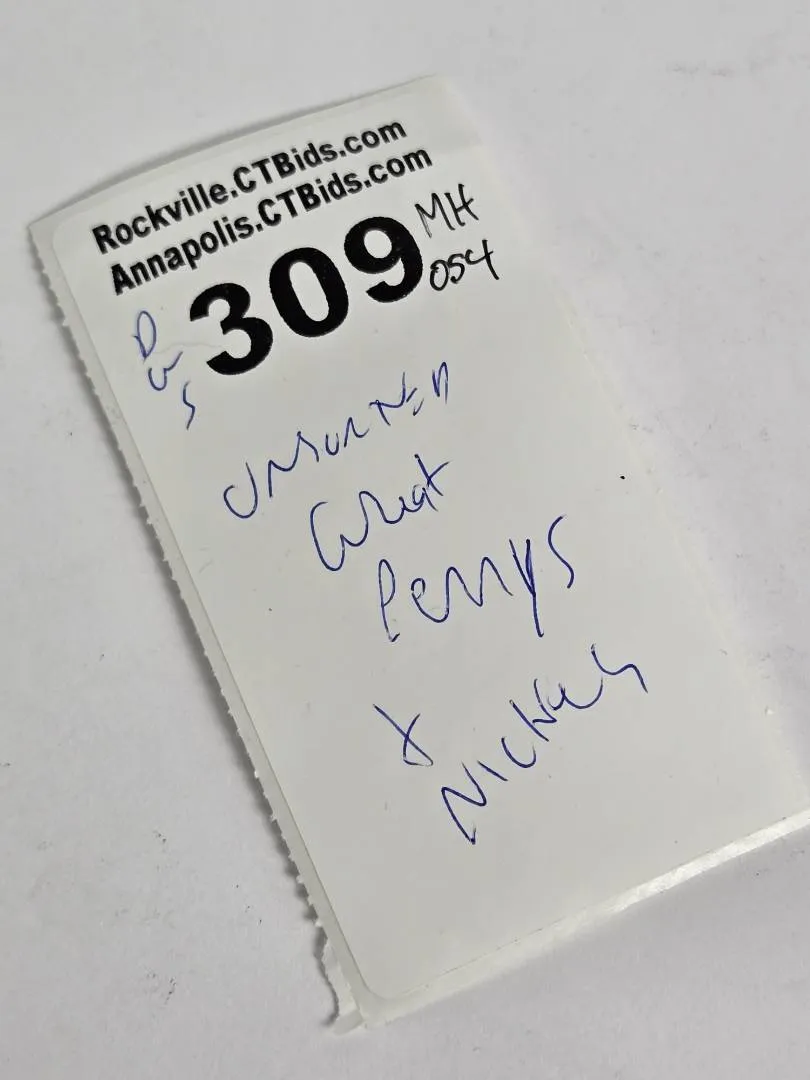 Rockville.CTBids.com
Annapolis.CTBids.com
309
MH
054
UNSORTED
Wheat
Pennys
&
Nickels